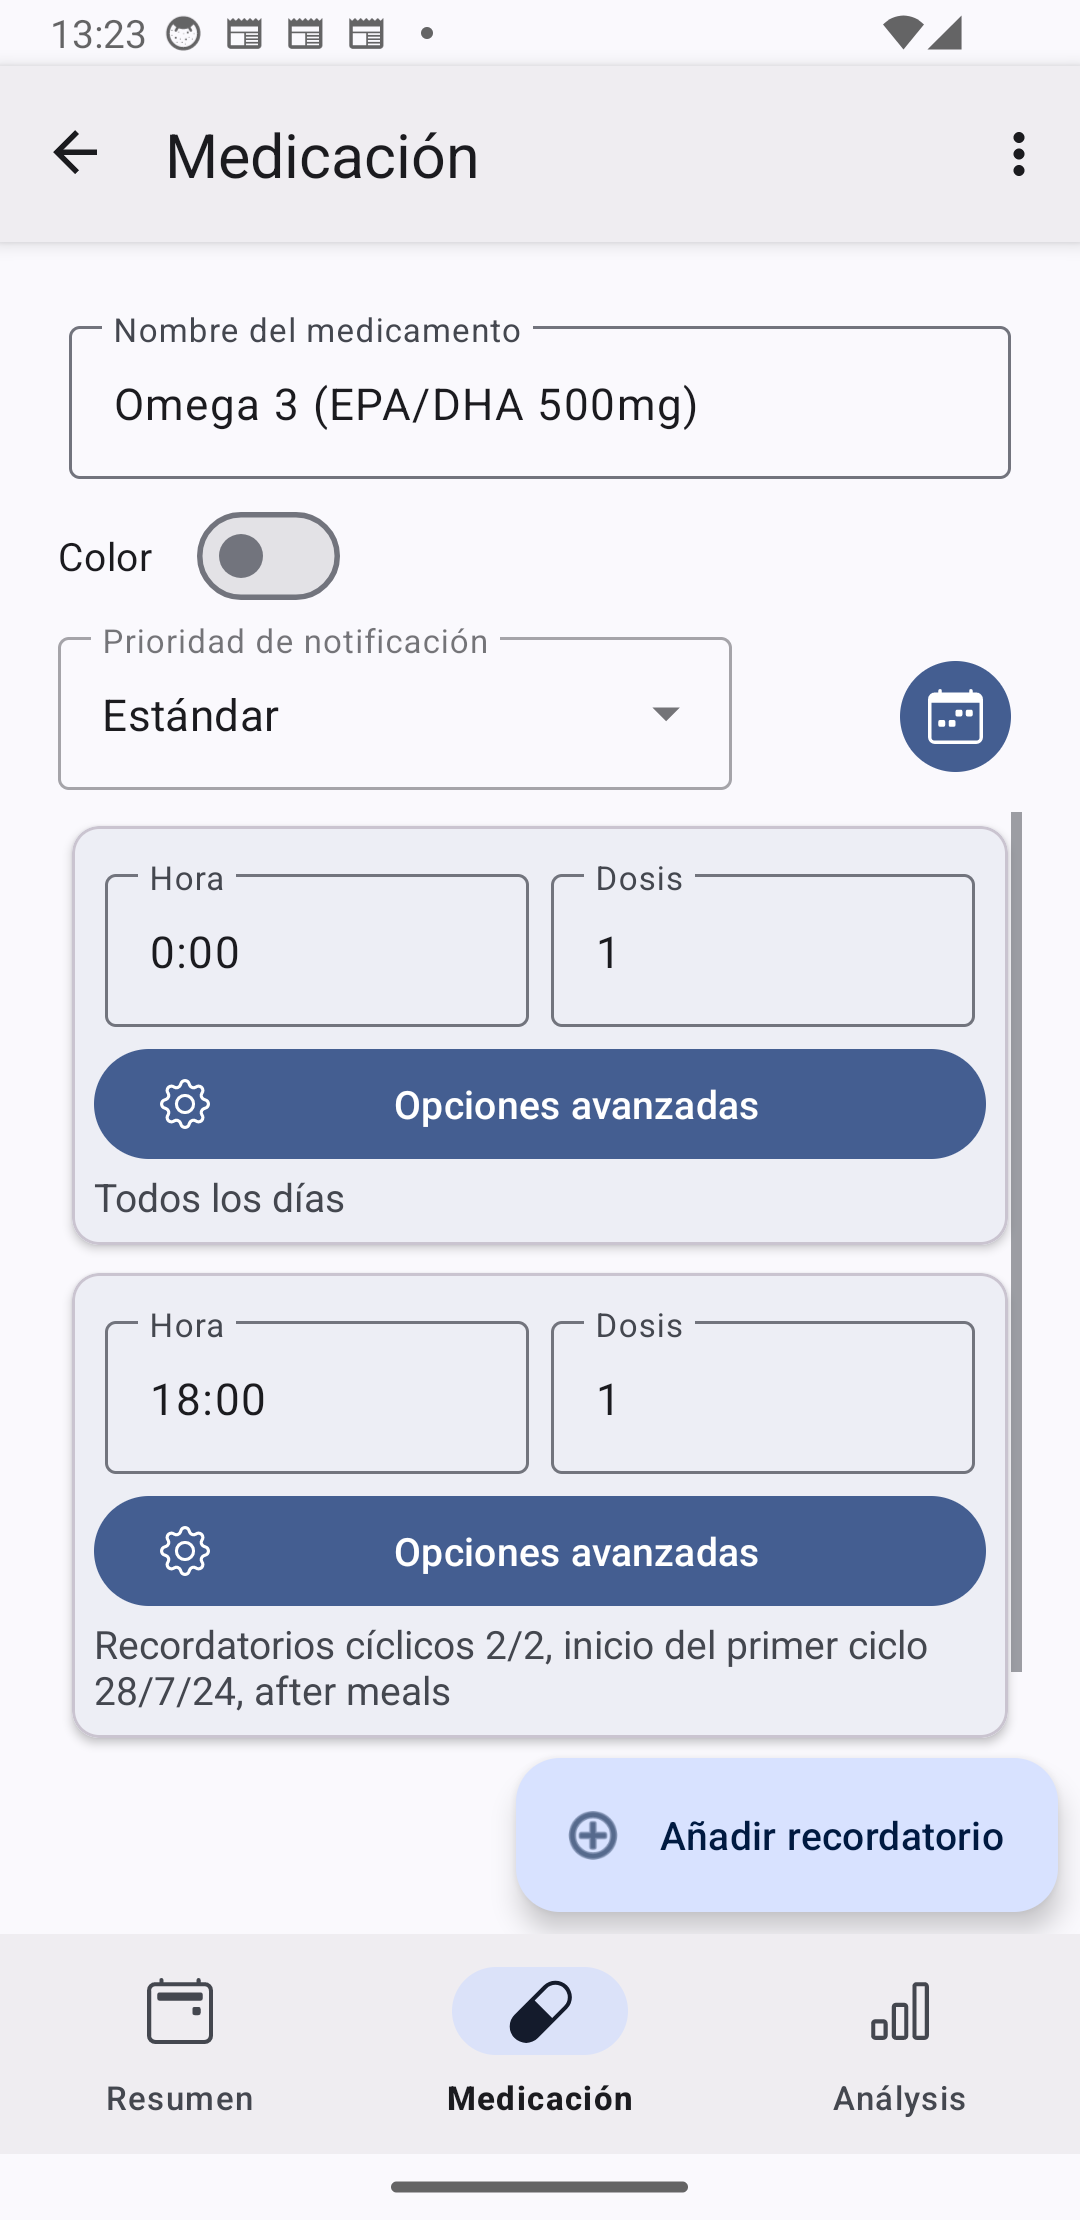 13:23
Medicación
Nombre del medicamento
Omega 3 (EPA/DHA 500mg)
Color
Prioridad de notificación
Estándar
Hora
0:00
Dosis
1
Opciones avanzadas
Todos los días
Hora
18:00
Dosis
1
Opciones avanzadas
Recordatorios cíclicos 2/2, inicio del primer ciclo
28/7/24, after meals
Añadir recordatorio
Resumen
Medicación
Análysis